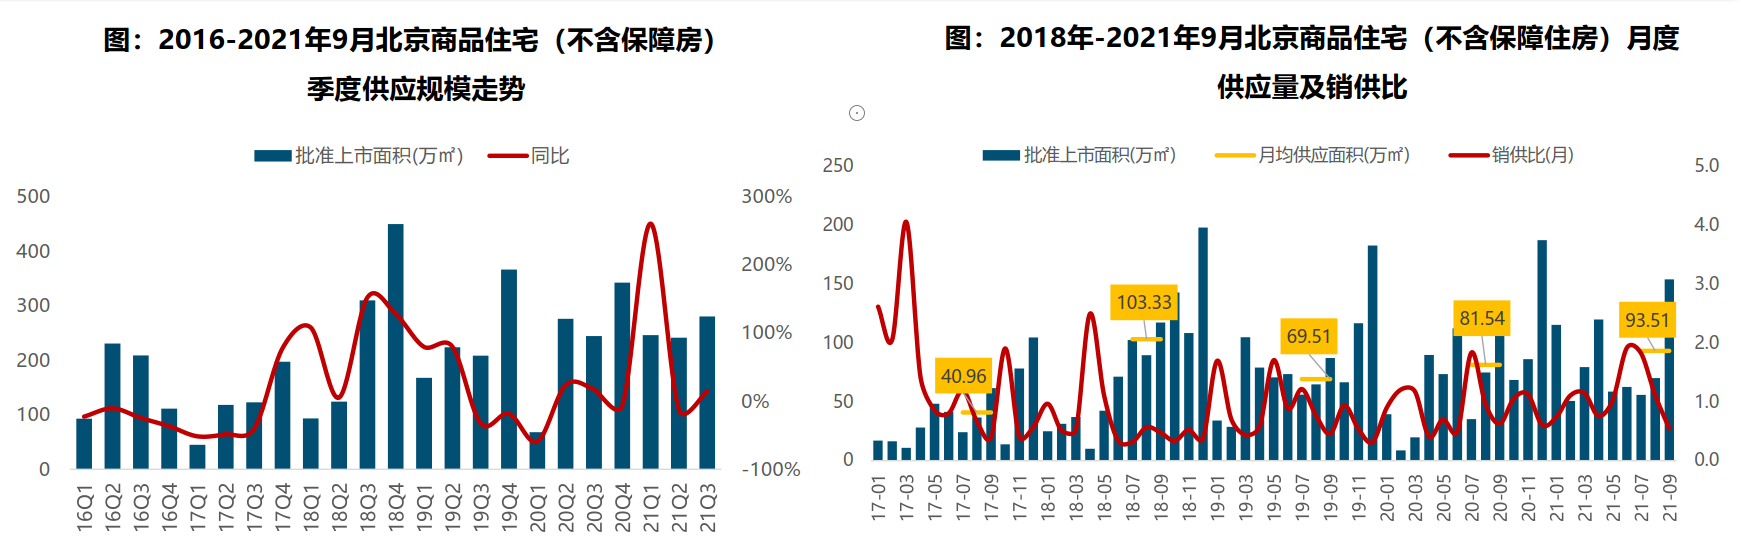 图：2016-2021年9月北京商品住宅（不含保障房）
季度供应规模走势
批准上市面积(万㎡)
同比
500
400
300
200
100
0
300%
200%
100%
0%
-100%
16Q1
16Q2
16Q3
16Q4
17Q1
17Q2
17Q3
17Q4
18Q1
18Q2
18Q3
18Q4
19Q1
19Q2
19Q3
19Q4
20Q1
20Q2
20Q3
20Q4
21Q1
21Q2
21Q3
图：2018年-2021年9月北京商品住宅（不含保障住房）月度
供应量及销供比
批准上市面积(万㎡)
月均供应面积(万㎡)
销供比(月)
250
200
150
100
50
0
5.0
4.0
3.0
2.0
1.0
0.0
40.96
103.33
69.51
81.54
93.51
17-01
17-03
17-05
17-07
17-09
17-11
18-01
18-03
18-05
18-07
18-09
18-11
19-01
19-03
19-05
19-07
19-09
19-11
20-01
20-03
20-05
20-07
20-09
20-11
21-01
21-03
21-05
21-07
21-09